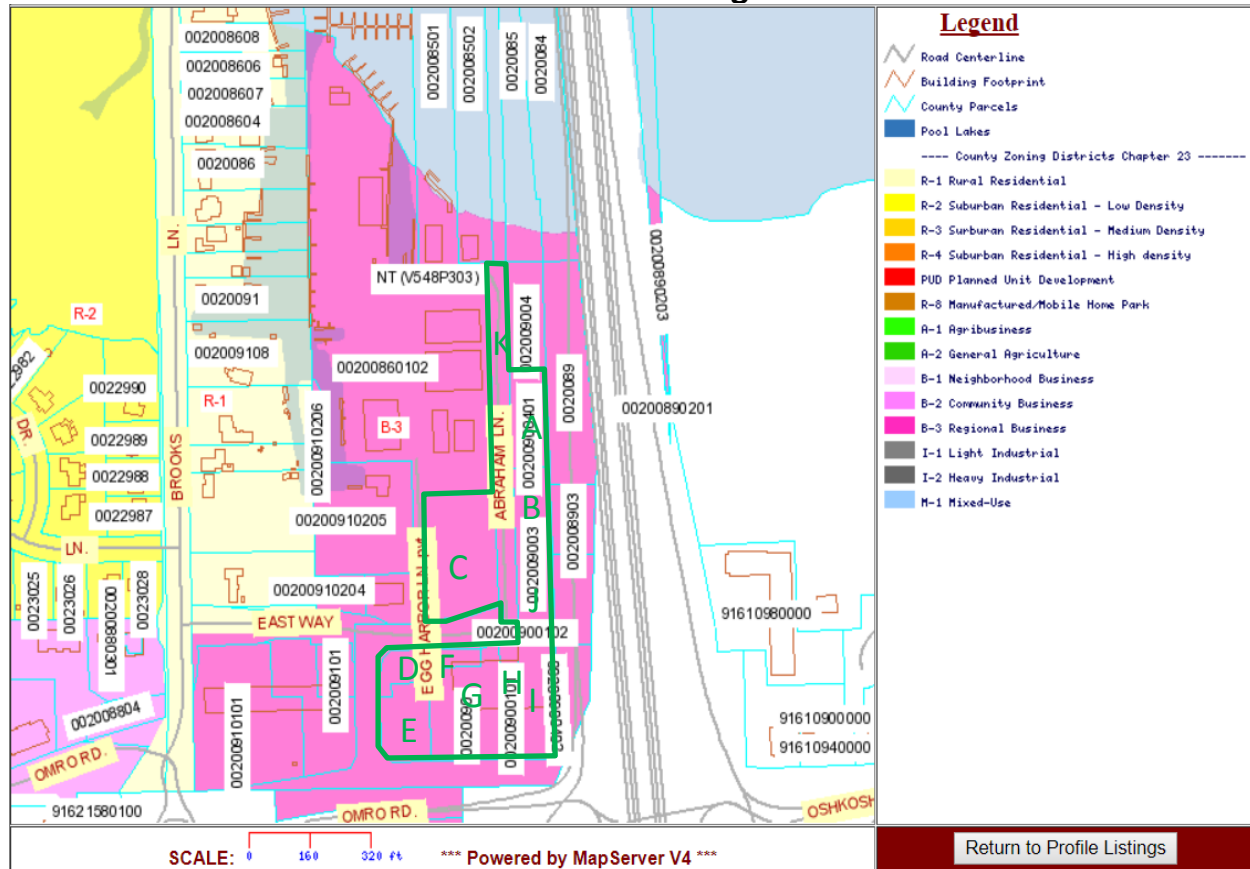 Legend
Road Centerline
Building Footprint
County Parcels
Pool Lakes
---- County Zoning Districts Chapter 23 -------
R-1 Rural Residential
R-2 Suburban Residential - Low Density
R-3 Surburan Residential - Medium Density
R-4 Suburban Residential - High density
PUD Planned Unit Development
R-8 Manufactured/Mobile Home Park
A-1 Agribusiness
A-2 General Agriculture
B-1 Neighborhood Business
B-2 Community Business
B-3 Regional Business
I-1 Light Industrial
I-2 Heavy Industrial
M-1 Mixed-Use
002008608
002008606
002008607
002008604
0020086
002008501
002008502
0020085
0020084
LN.
0020091
NT (V548P303)
00200890203
R-2
002009108
00200860102
K
002009004
0020089
00200890201
0022990
R-1
DR.
BROOKS
0022989
0022988
0022987
00200910206
B-3
ABRAHAM LN.
A
B
00200910205
C
002009003
002008903
J
LN.
0023025
0023026
0023028
00200910204
EAST WAY
EGG HARBOR LN.
00200900102
91610980000
D
F
G
H
I
E
002008804
00200910101
002009101
91610900000
91610940000
OMRO RD.
91621580100
OMRO RD.
OSHKOSH
SCALE: 0 160 320 ft
*** Powered by MapServer V4 ***
Return to Profile Listings